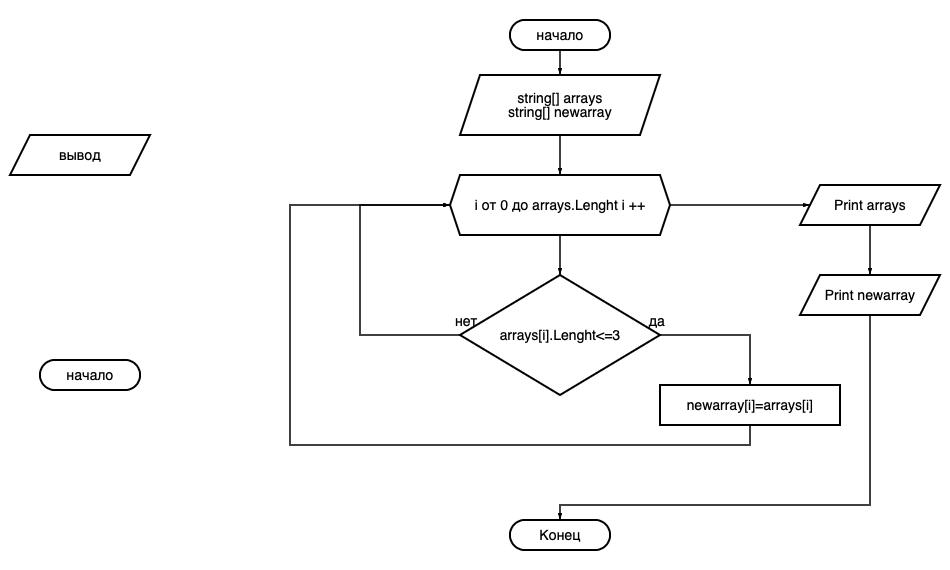 начало
string[] arrays
string[] newarray
вывод
i от 0 до arrays.Lenght i ++
Print arrays
Print newarray
нет
да
arrays[i].Lenght<=3
начало
newarray[i]=arrays[i]
Конец